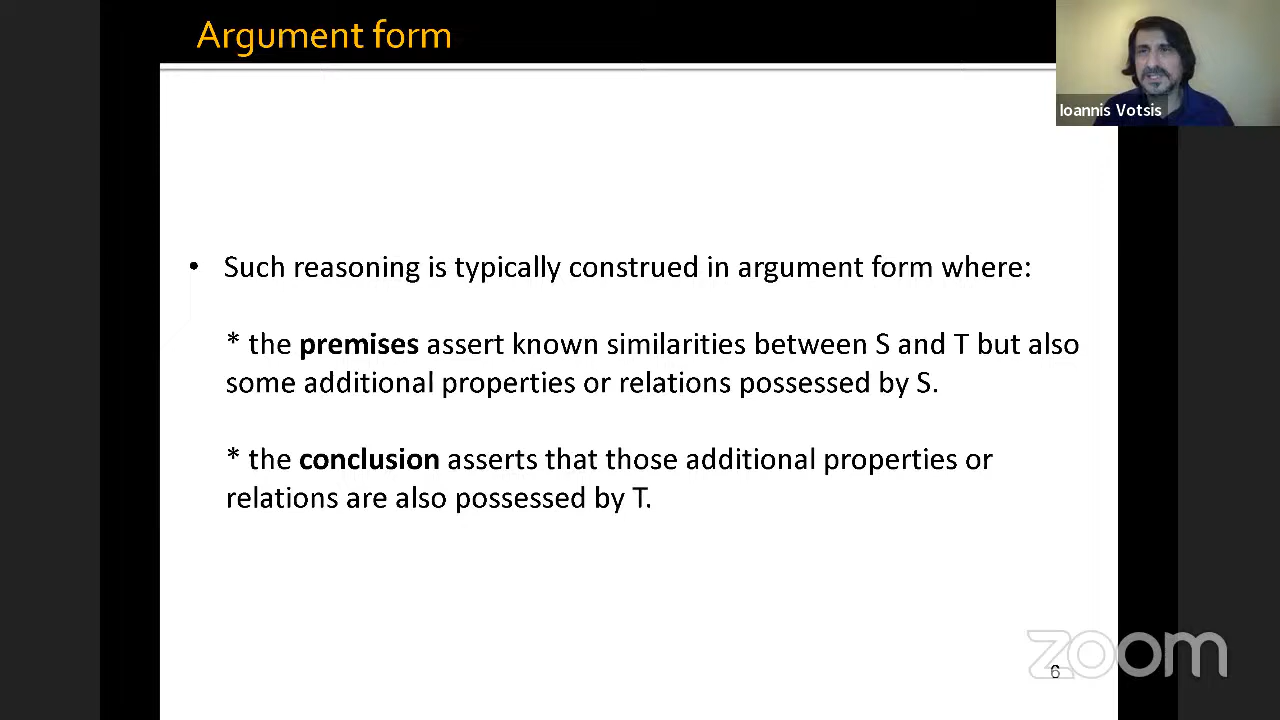 Argument form
Ioannis Votsis
• Such reasoning is typically construed in argument form where:
* the premises assert known similarities between S and T but also
some additional properties or relations possessed by S.
* the conclusion asserts that those additional properties or
relations are also possessed by T.
zoom
6